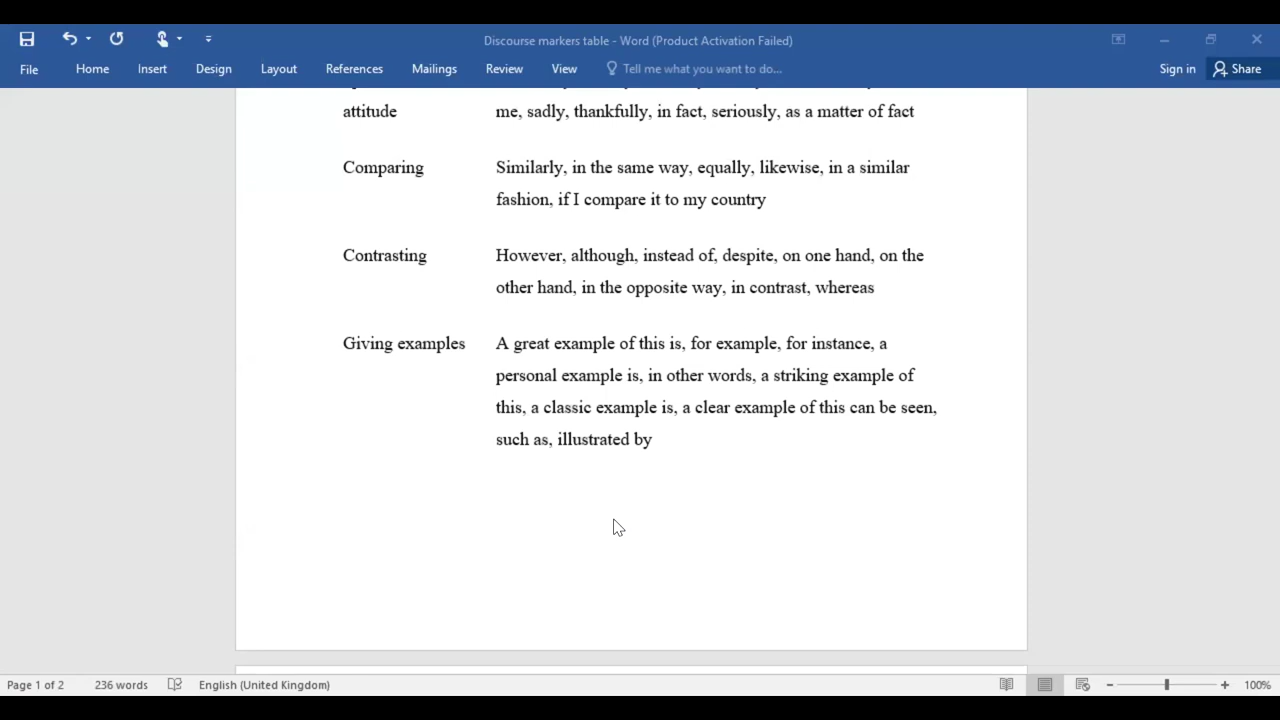 Discourse markers table - Word (Product Activation Failed)
File Home Insert Design Layout References Mailings Review View Tell me what you want to do... Sign in Share
attitude me, sadly, thankfully, in fact, seriously, as a matter of fact
Comparing Similarly, in the same way, equally, likewise, in a similar
fashion, if I compare it to my country
Contrasting However, although, instead of, despite, on one hand, on the
other hand, in the opposite way, in contrast, whereas
Giving examples A great example of this is, for example, for instance, a
personal example is, in other words, a striking example of
this, a classic example is, a clear example of this can be seen,
such as, illustrated by
Page 1 of 2 236 words English (United Kingdom) 100%